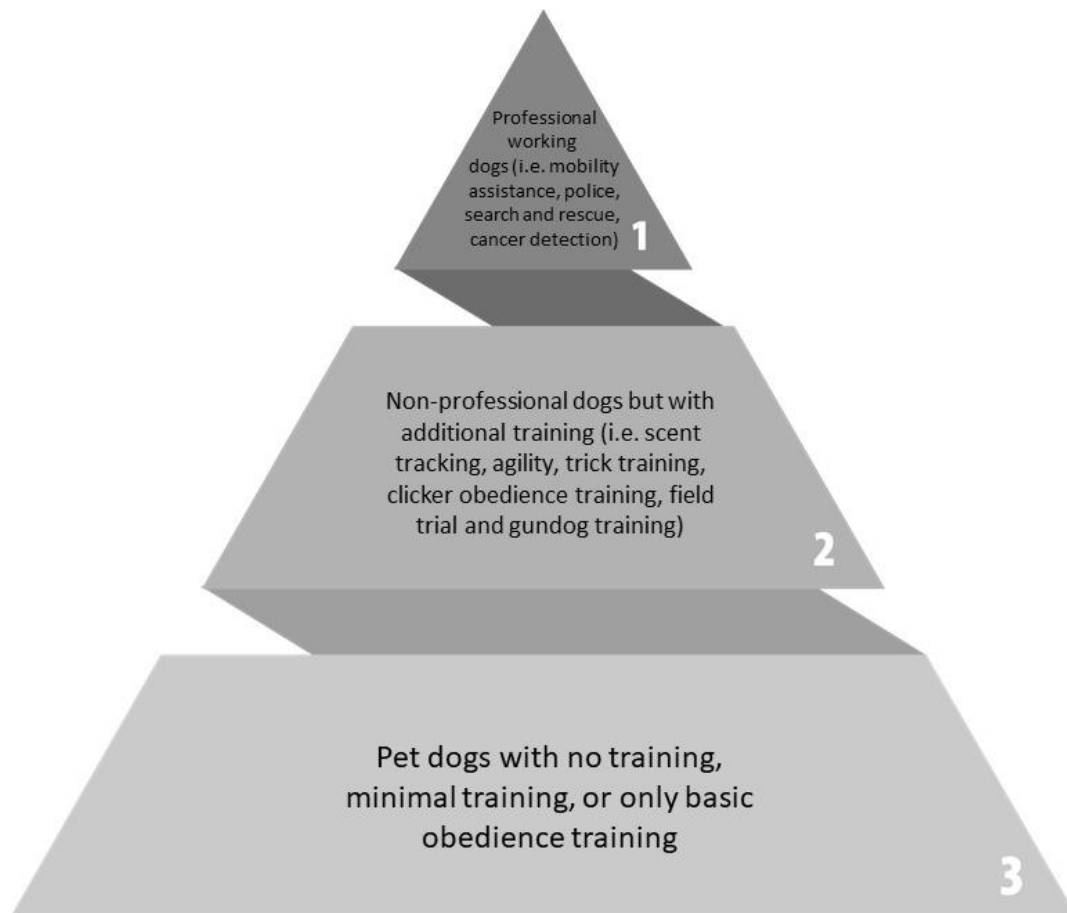 Professional
working
dogs (i.e. mobility
assistance, police,
search and rescue,
cancer detection)
1
Non-professional dogs but with
additional training (i.e. scent
tracking, agility, trick training,
clicker obedience training, field
trial and gundog training)
2
Pet dogs with no training,
minimal training, or only basic
obedience training
3